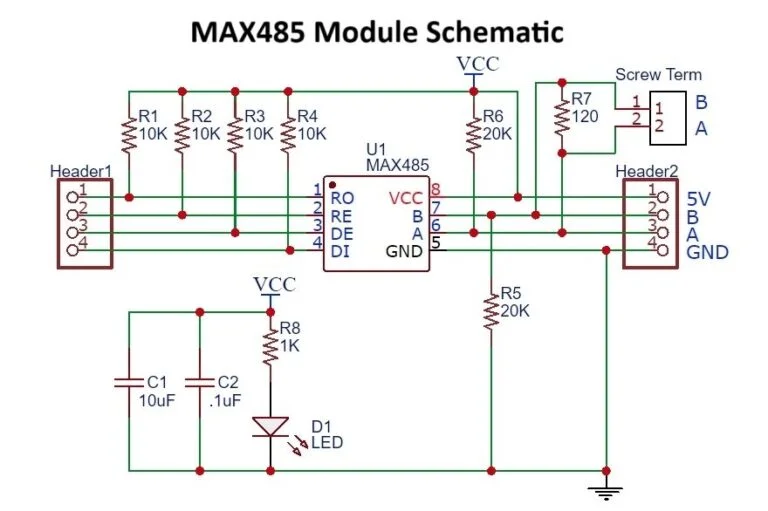 MAX485 Module Schematic
VCC
Screw Term
R1
10K
R2
10K
R3
10K
R4
10K
R6
20K
R7
120
1
2
1
2
B
A
U1
MAX485
Header1
1
2
3
4
1 RO
2 RE
3 DE
4 DI
VCC 8
B 7
A 6
GND 5
Header2
1
2
3
4
5V
B
A
GND
VCC
R8
1K
R5
20K
C1
10uF
C2
.1uF
D1
LED